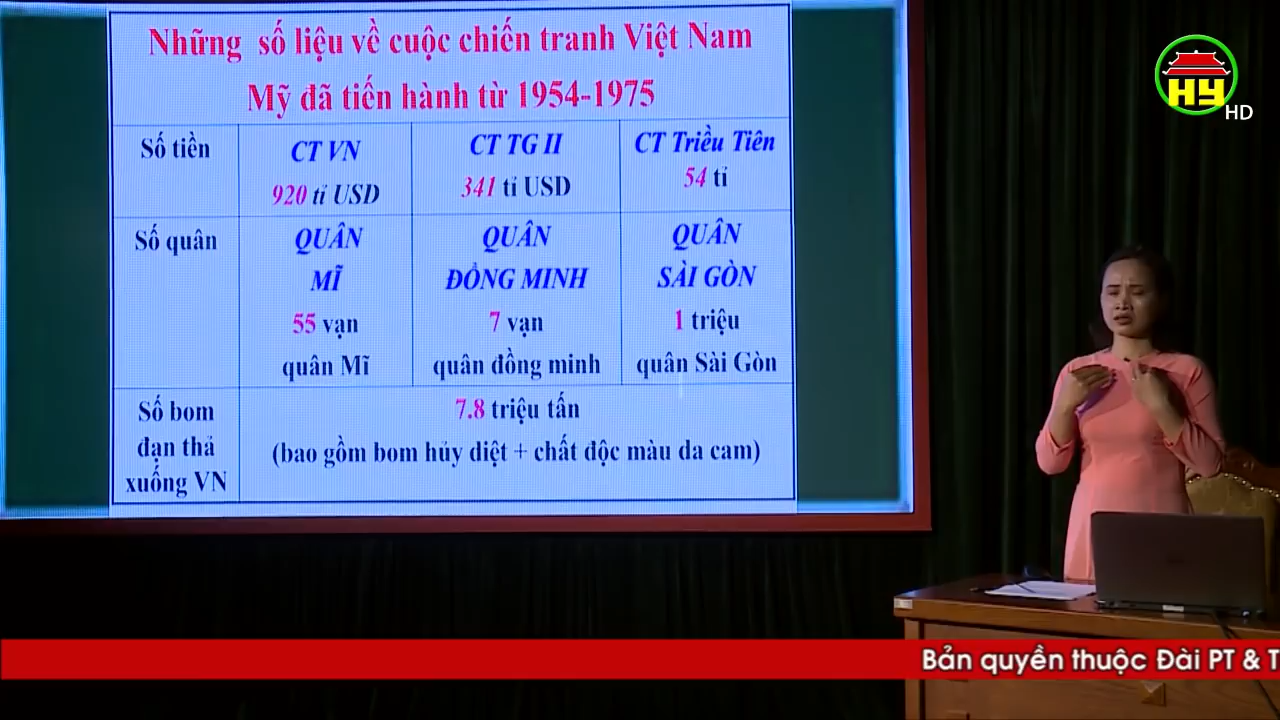 Những số liệu về cuộc chiến tranh Việt Nam
Mỹ đã tiến hành từ 1954-1975
Số tiền
CT VN
920 tỉ USD
CT TG II
341 tỉ USD
CT Triều Tiên
54 tỉ
Số quân
QUÂN
MĨ
55 vạn
quân Mĩ
QUÂN
ĐỒNG MINH
7 vạn
quân đồng minh
QUÂN
SÀI GÒN
1 triệu
quân Sài Gòn
Số bom
đạn thả
xuống VN
7.8 triệu tấn
(bao gồm bom hủy diệt + chất độc màu da cam)
HY
HD
Bản quyền thuộc Đài PT & T